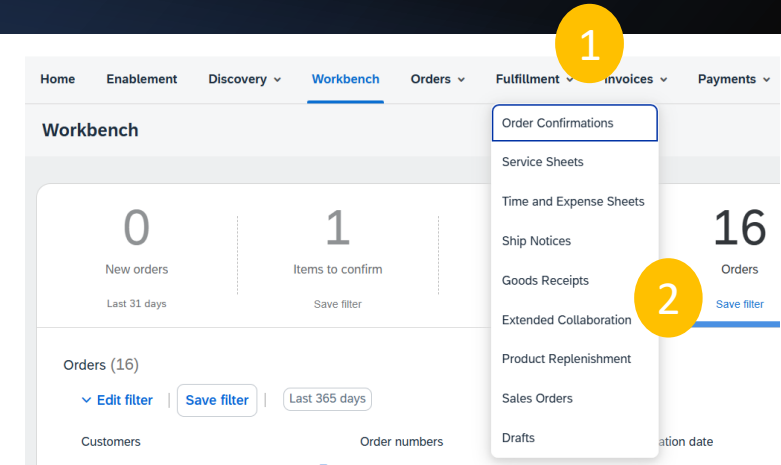 1
Home Enablement Discovery Workbench Orders Fulfillment Invoices Payments
Workbench
Order Confirmations
Service Sheets
Time and Expense Sheets
Ship Notices
Goods Receipts
Extended Collaboration
Product Replenishment
Sales Orders
Drafts
0
New orders
Last 31 days
1
Items to confirm
Save filter
16
Orders
Save filter
2
Orders (16)
Edit filter Save filter Last 365 days
Customers Order numbers ation date